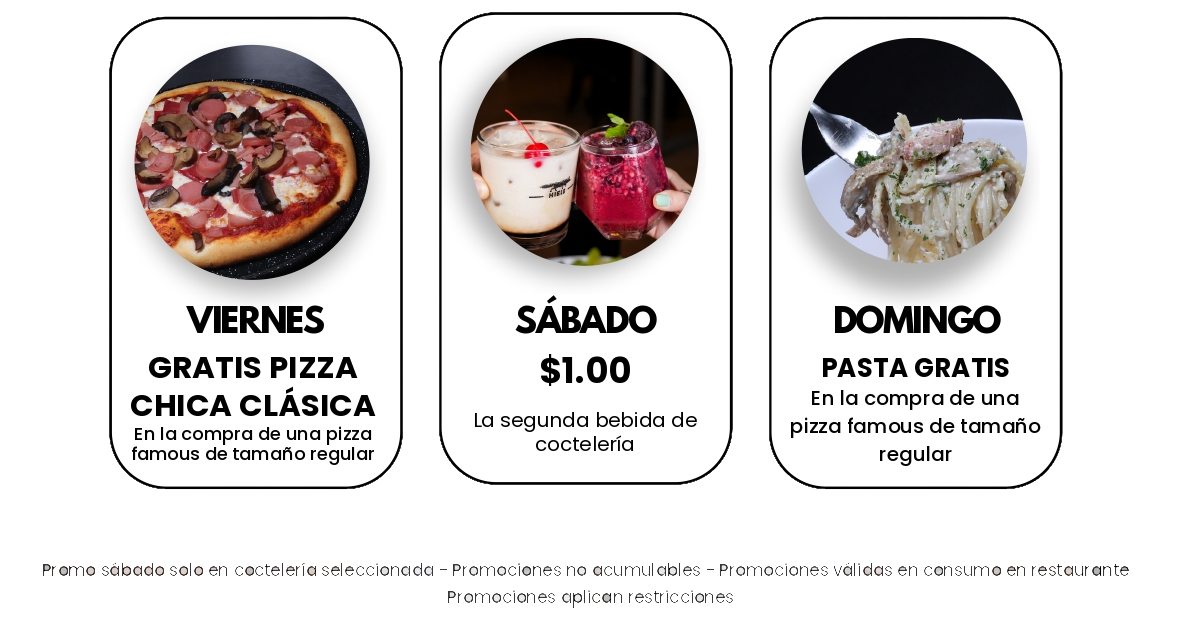 VIERNES
GRATIS PIZZA
CHICA CLÁSICA
En la compra de una pizza
famous de tamaño regular
SÁBADO
$1.00
La segunda bebida de
coctelería
DOMINGO
PASTA GRATIS
En la compra de una
pizza famous de tamaño
regular
Promo sábado solo en coctelería seleccionada - Promociones no acumulables - Promociones válidas en consumo en restaurante
Promociones aplican restricciones